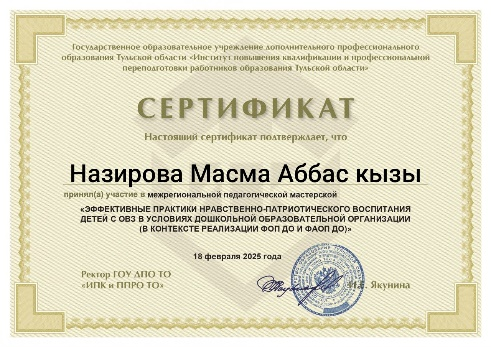 Государственное образовательное учреждение дополнительного профессионального
образования Тульской области «Институт повышения квалификации и профессиональной
переподготовки работников образования Тульской области»
СЕРТИФИКАТ
Настоящий сертификат подтверждает, что
Назирова Масма Аббас кызы
принял(а) участие в межрегиональной педагогической мастерской
«ЭФФЕКТИВНЫЕ ПРАКТИКИ НРАВСТВЕННО-ПАТРИОТИЧЕСКОГО ВОСПИТАНИЯ
ДЕТЕЙ С ОВЗ В УСЛОВИЯХ ДОШКОЛЬНОЙ ОБРАЗОВАТЕЛЬНОЙ ОРГАНИЗАЦИИ
(В КОНТЕКСТЕ РЕАЛИЗАЦИИ ФОП ДО И ФАОП ДО)»
18 февраля 2025 года
Ректор ГОУ ДПО ТО
«ИПК и ППРО ТО»
Якунина